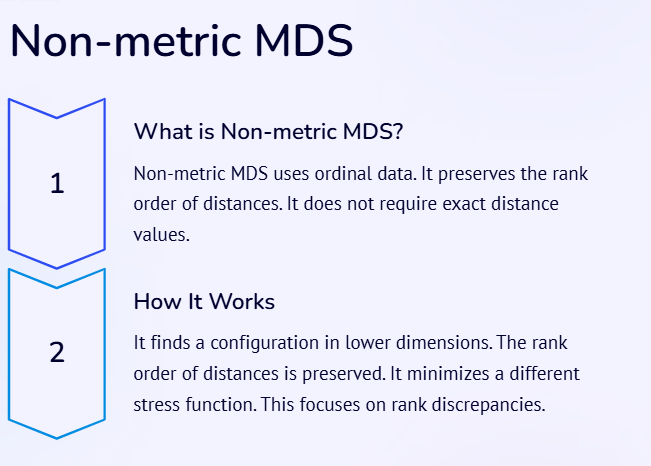 Non-metric MDS
1
What is Non-metric MDS?
Non-metric MDS uses ordinal data. It preserves the rank
order of distances. It does not require exact distance
values.
2
How It Works
It finds a configuration in lower dimensions. The rank
order of distances is preserved. It minimizes a different
stress function. This focuses on rank discrepancies.